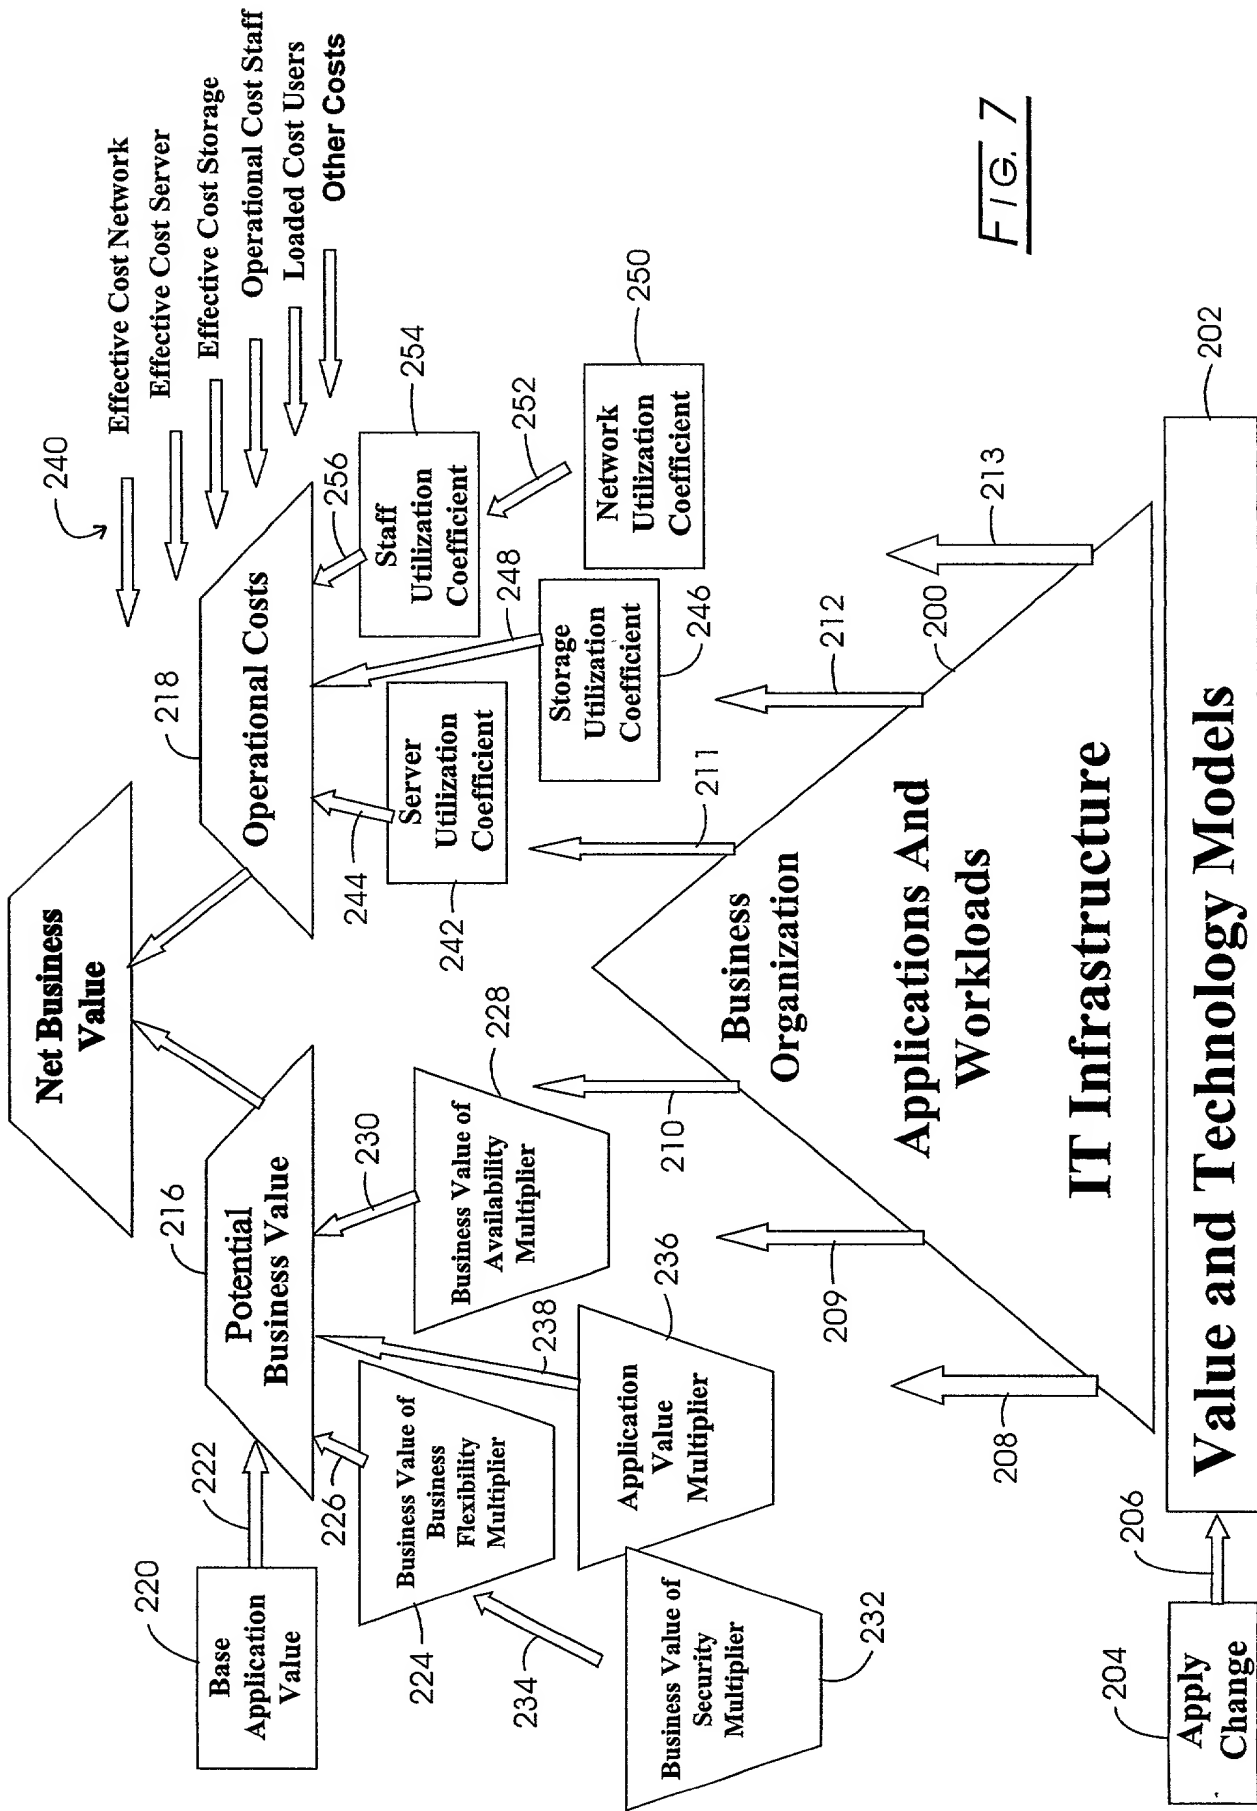 Net Business
Value
240
Effective Cost Network
Effective Cost Server
Effective Cost Storage
Operational Cost Staff
Loaded Cost Users
Other Costs
216
218
220
222
Base
Application
Value
Potential
Business Value
Operational Costs
226
230
244
256
224
Business Value of
Business
Flexibility
Multiplier
238
Business Value of
Availability
Multiplier
228
242
Server
Utilization
Coefficient
248
Staff
Utilization
Coefficient
254
234
252
Business Value of
Security
Multiplier
232
Application
Value
Multiplier
236
Storage
Utilization
Coefficient
246
Network
Utilization
Coefficient
250
208
209
210
211
212
213
200
Business
Organization
Applications And
Workloads
IT Infrastructure
204
Apply
Change
206
Value and Technology Models
202
FIG. 7